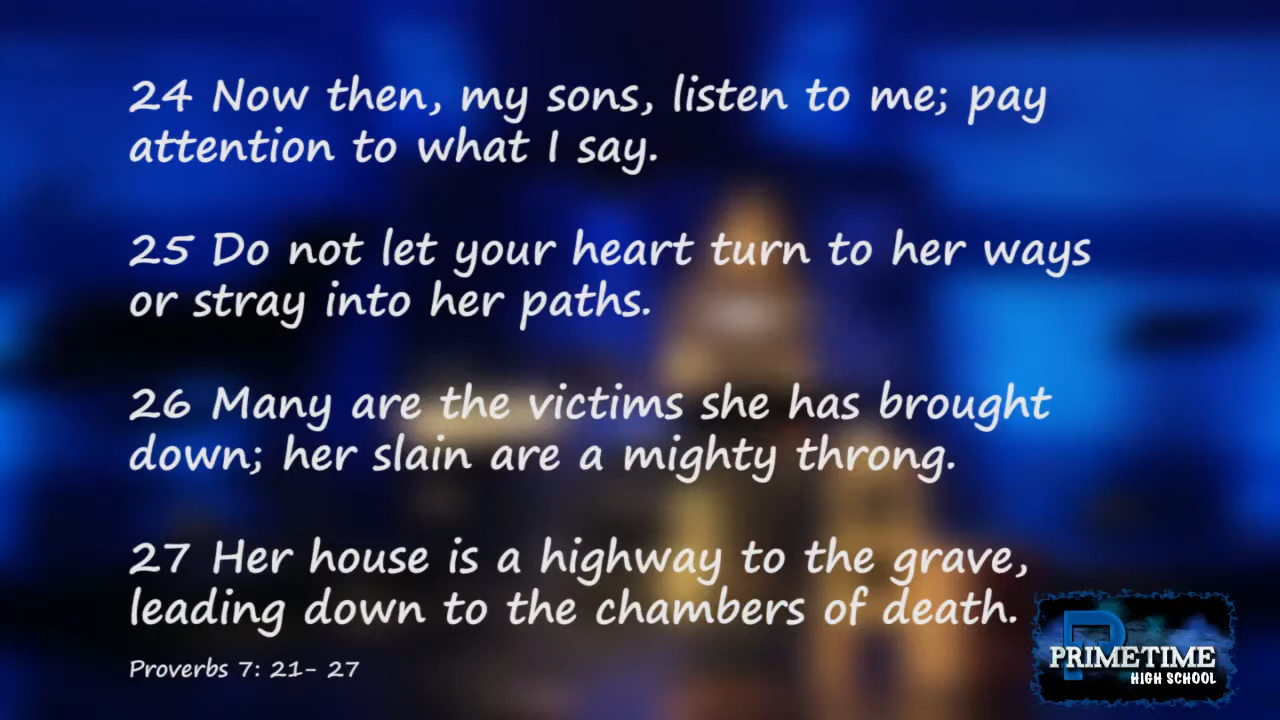 24 Now then, my sons, listen to me; pay
attention to what I say.
25 Do not let your heart turn to her ways
or stray into her paths.
26 Many are the victims she has brought
down; her slain are a mighty throng.
27 Her house is a highway to the grave,
leading down to the chambers of death.
Proverbs 7: 21- 27
P
PRIMETIME
HIGH SCHOOL